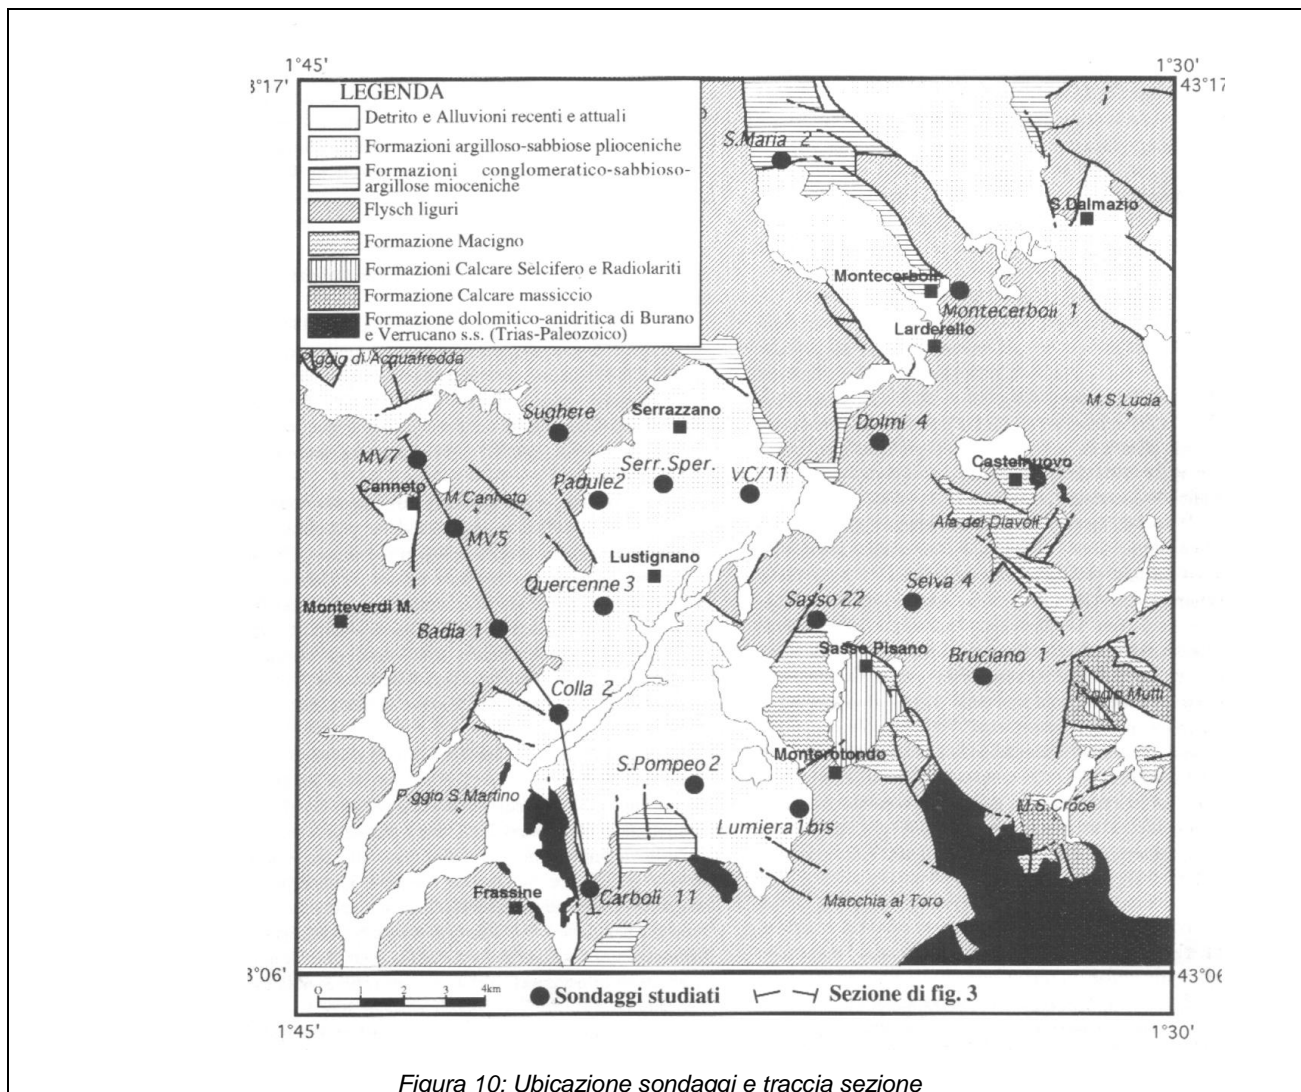 1°45'
1°30'
3°17'
43°17
LEGENDA
Detrito e Alluvioni recenti e attuali
Formazioni argilloso-sabbiose plioceniche
Formazioni conglomeratico-sabbioso-
argillose mioceniche
Flysch liguri
Formazione Macigno
Formazioni Calcare Selcifero e Radiolariti
Formazione Calcare massiccio
Formazione dolomitico-anidritica di Burano
e Verrucano s.s. (Trias-Paleozoico)
S.Maria 2
S.Dalmazio
Montecerboli
Montecerboli 1
Larderello
P.ggio di Acquafredda
M.S.Lucia
Serrazzano
Sughere
Dolmi 4
MV7
Serr.Sper.
VC/11
Castelnuovo
Padule2
Canneto
M.Canneto
Aia dei Diavoli
MV5
Lustignano
Quercenne 3
Selva 4
Sasso 22
Monteverdi M.
Badia 1
Sasso Pisano
Bruciano 1
Colla 2
P.ggio Mutti
Monterotondo
S.Pompeo 2
P.ggio S.Martino
M.S.Croce
Lumiera 1bis
Frassine
Carboli 11
Macchia al Toro
3°06'
43°06
0 1 2 3 4km
Sondaggi studiati
Sezione di fig. 3
1°45'
1°30'
Figura 10: Ubicazione sondaggi e traccia sezione